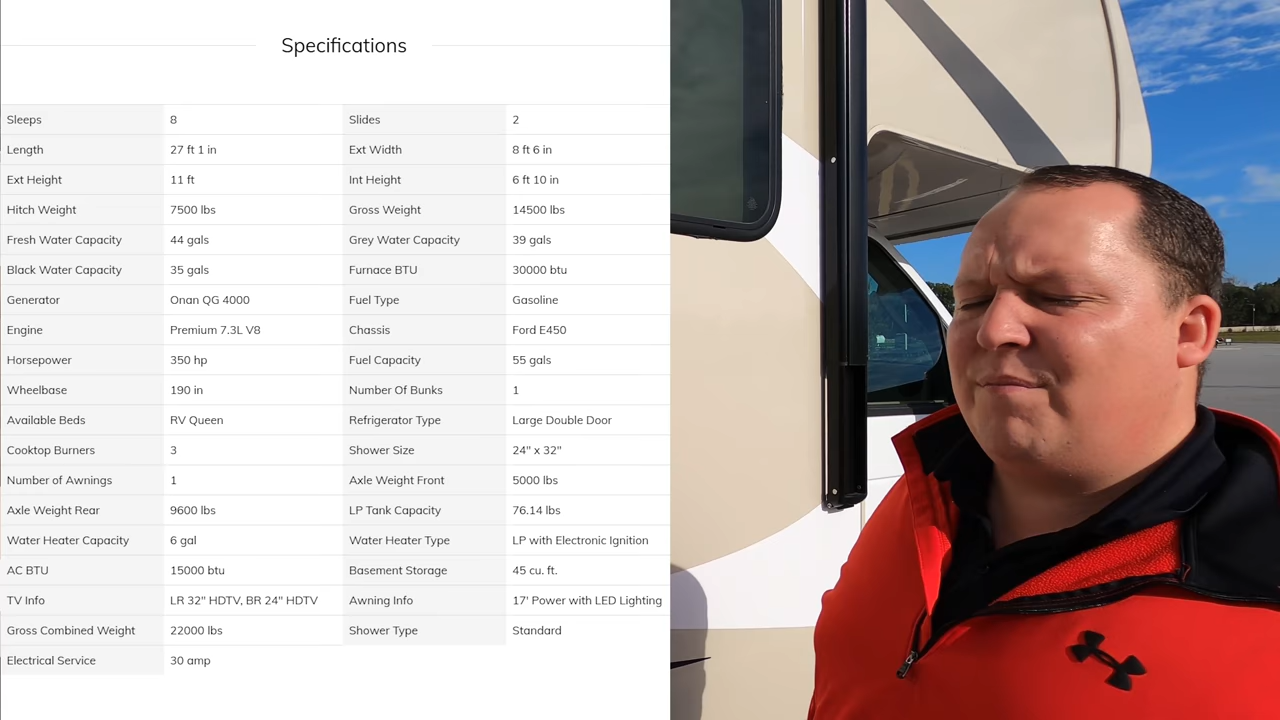 Specifications
Sleeps 8 Slides 2
Length 27 ft 1 in Ext Width 8 ft 6 in
Ext Height 11 ft Int Height 6 ft 10 in
Hitch Weight 7500 lbs Gross Weight 14500 lbs
Fresh Water Capacity 44 gals Grey Water Capacity 39 gals
Black Water Capacity 35 gals Furnace BTU 30000 btu
Generator Onan QG 4000 Fuel Type Gasoline
Engine Premium 7.3L V8 Chassis Ford E450
Horsepower 350 hp Fuel Capacity 55 gals
Wheelbase 190 in Number Of Bunks 1
Available Beds RV Queen Refrigerator Type Large Double Door
Cooktop Burners 3 Shower Size 24" x 32"
Number of Awnings 1 Axle Weight Front 5000 lbs
Axle Weight Rear 9600 lbs LP Tank Capacity 76.14 lbs
Water Heater Capacity 6 gal Water Heater Type LP with Electronic Ignition
AC BTU 15000 btu Basement Storage 45 cu. ft.
TV Info LR 32" HDTV, BR 24" HDTV Awning Info 17' Power with LED Lighting
Gross Combined Weight 22000 lbs Shower Type Standard
Electrical Service 30 amp